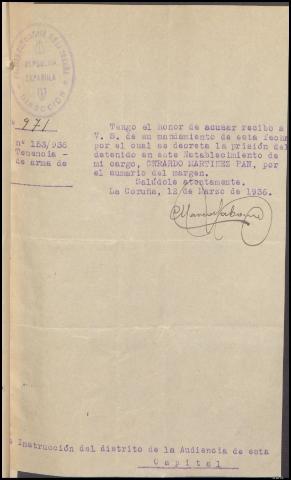 REPUBLICA
ESPAÑOLA
DIRECCION
971
nº 153/936
Tenencia -
de arma de
Tengo el honor de acusar recibo a
V. S. de su mandamiento de esta fecha
por el cual se decreta la prisión del
detenido en este Establecimiento de
mi cargo, GERARDO MARTINEZ PAN, por
el sumario del margen.
Salúdole atentamente.
La Coruña, 12 de Marzo de 1936.
Instrucción del distrito de la Audiencia de esta
Capital